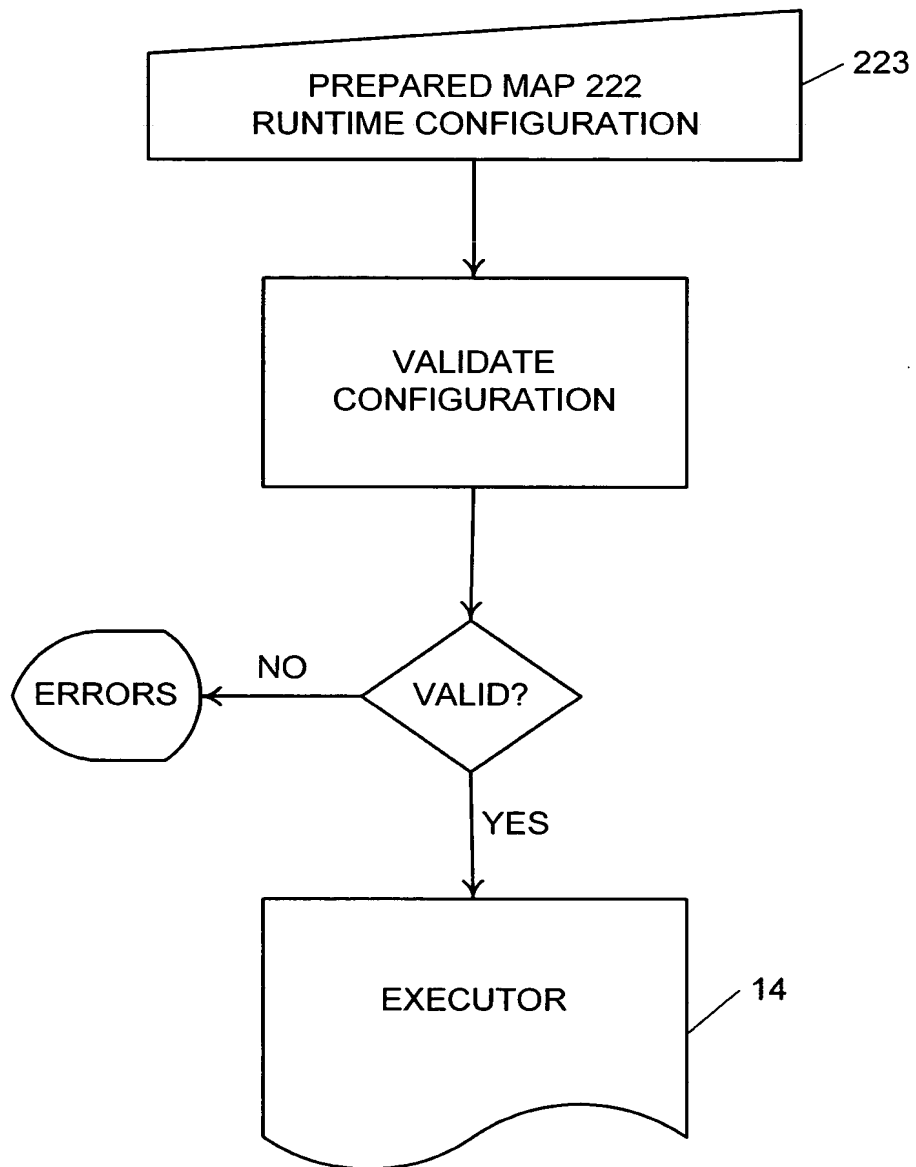 PREPARED MAP 222
RUNTIME CONFIGURATION
223
VALIDATE
CONFIGURATION
NO
ERRORS
VALID?
YES
EXECUTOR
14